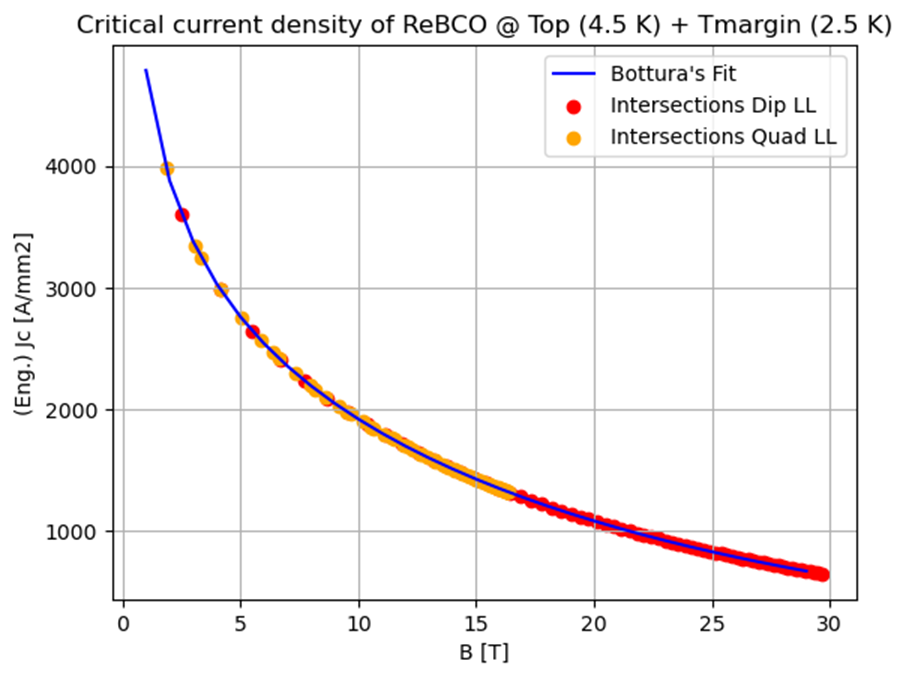 Critical current density of ReBCO @ Top (4.5 K) + Tmargin (2.5 K)
Bottura's Fit
Intersections Dip LL
Intersections Quad LL
(Eng.) Jc [A/mm2]
4000
3000
2000
1000
0 5 10 15 20 25 30
B [T]